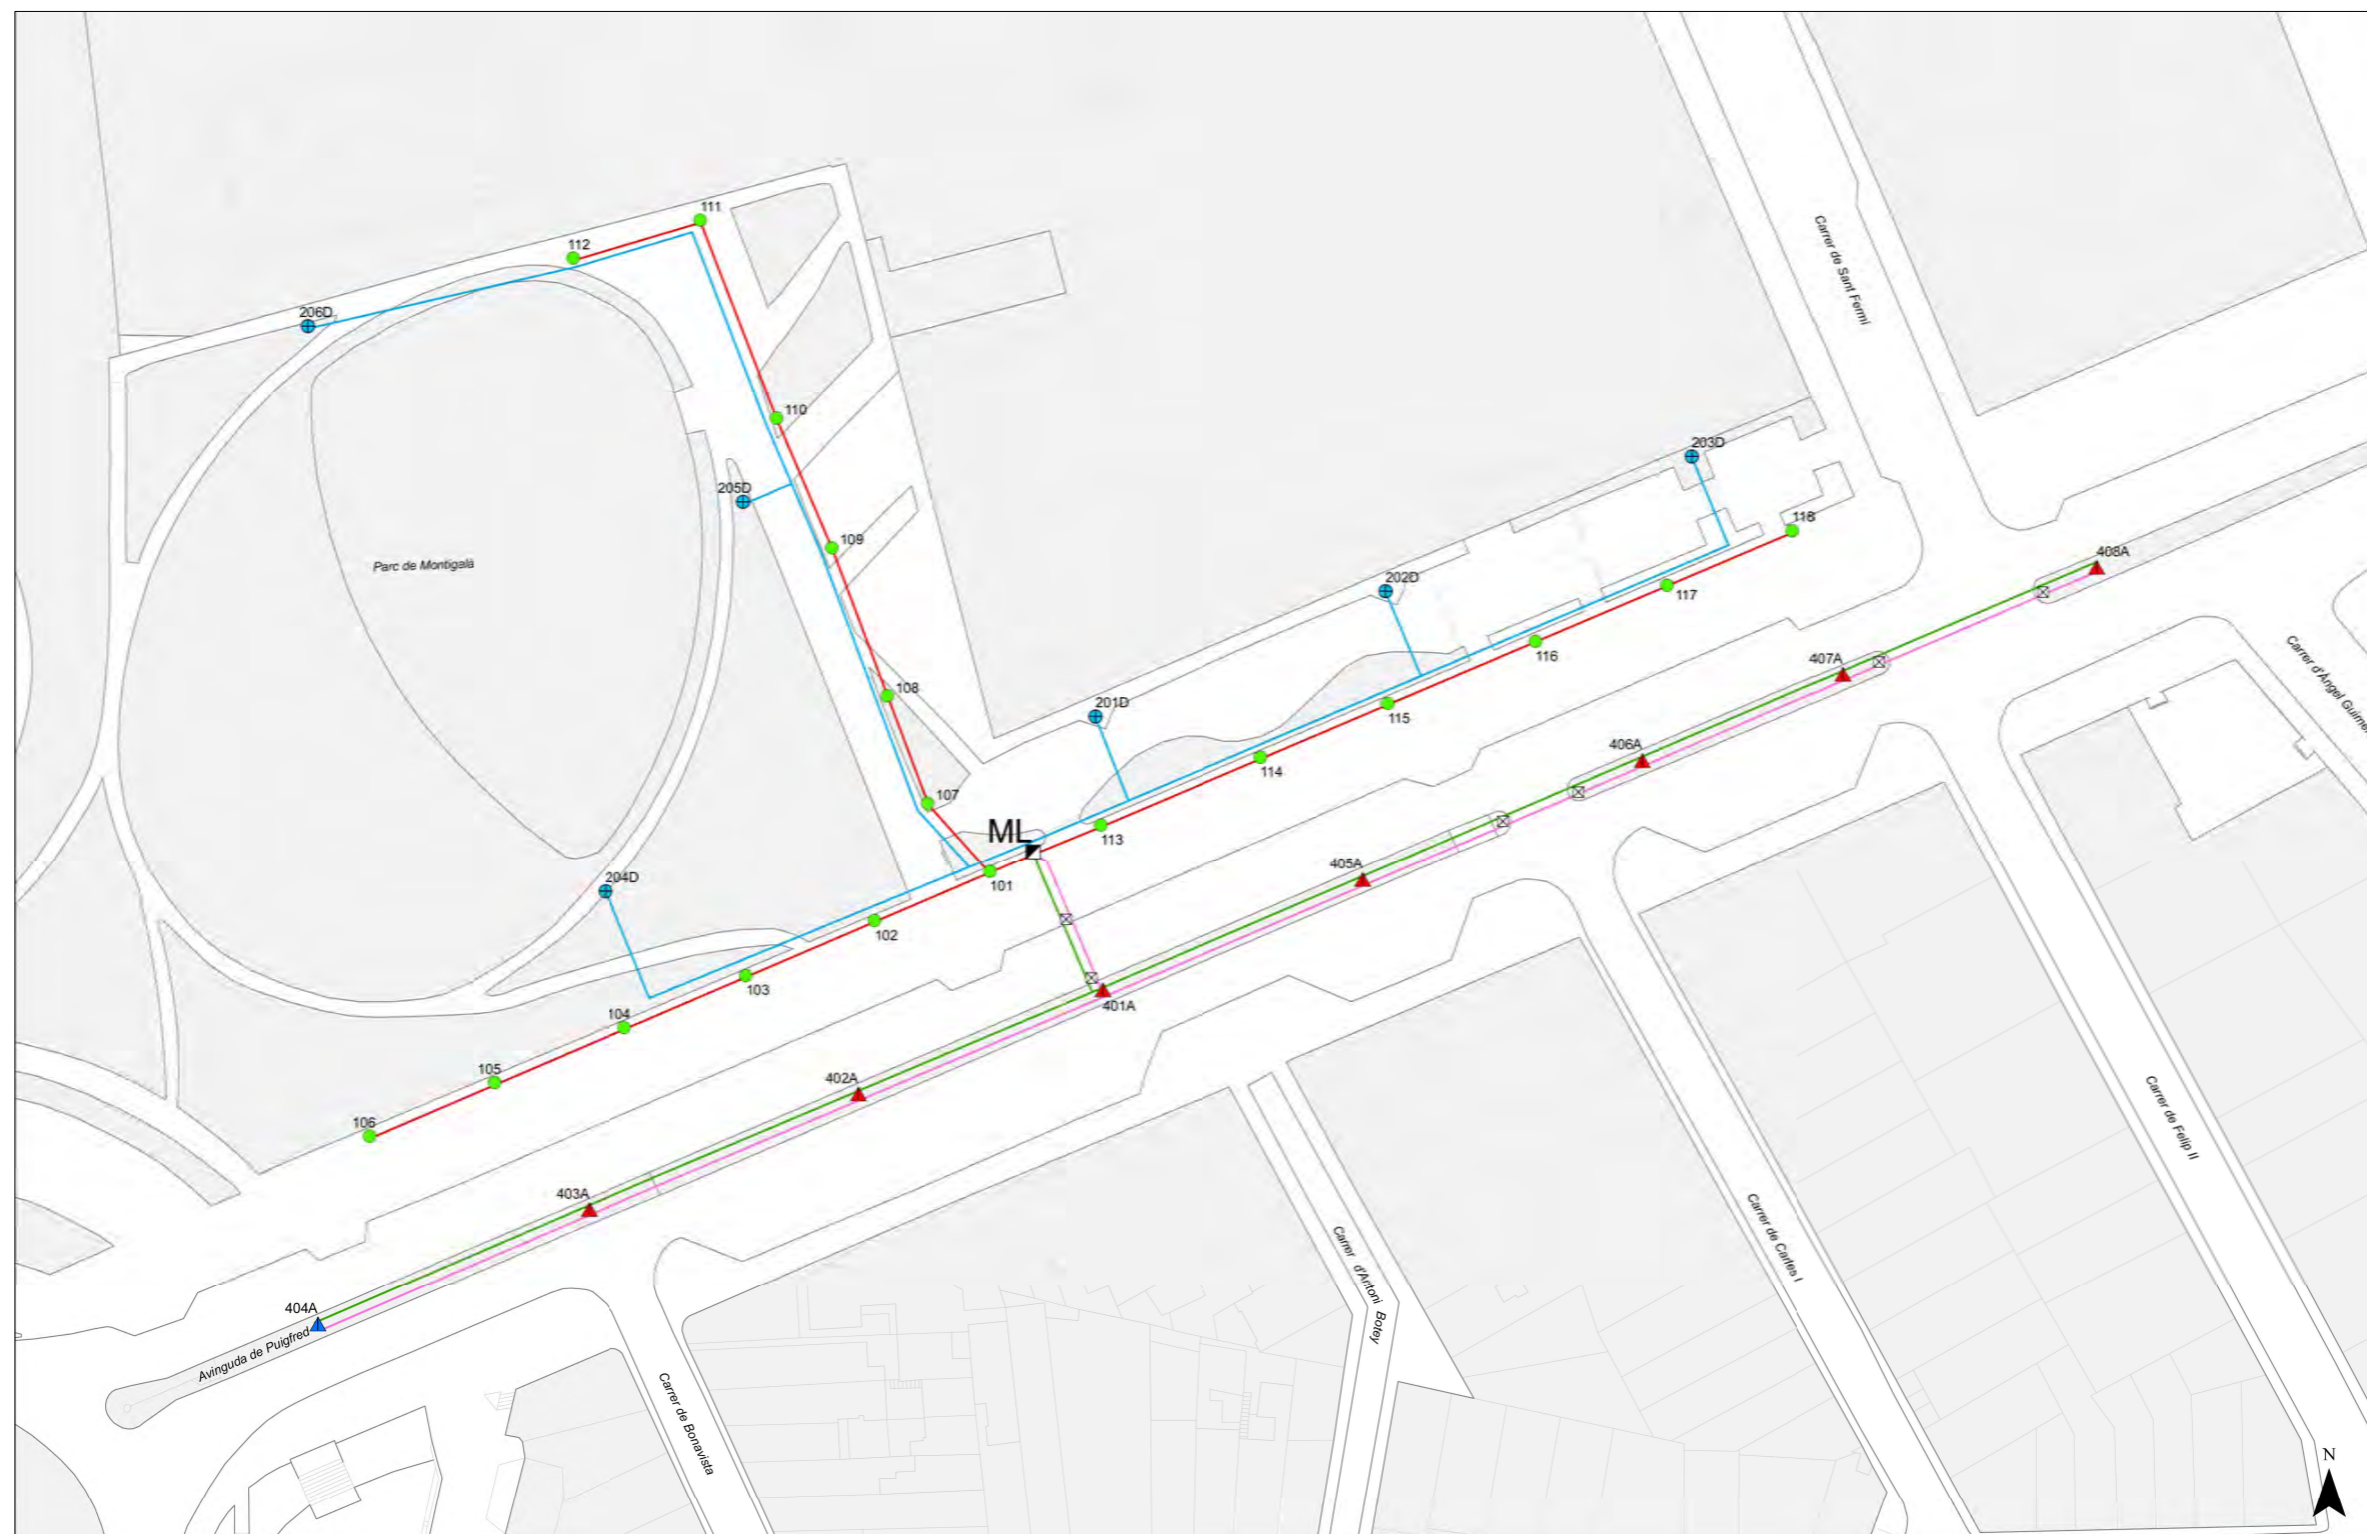 111
112
Carrer de Sant Fermí
206D
110
203D
205D
118
109
408A
Parc de Montigalà
202D
117
116
407A
108
201D
115
406A
114
107
ML
113
405A
204D
101
102
103
401A
104
402A
105
106
403A
404A
Avinguda de Puigfred
Carrer de Bonavista
Carrer d'Antoni Botey
Carrer de Carles I
Carrer de Felip II
N